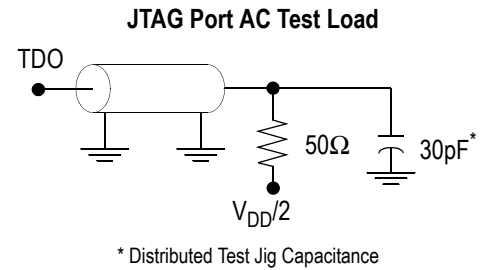 JTAG Port AC Test Load
TDO
50Ω
30pF*
VDD/2
* Distributed Test Jig Capacitance